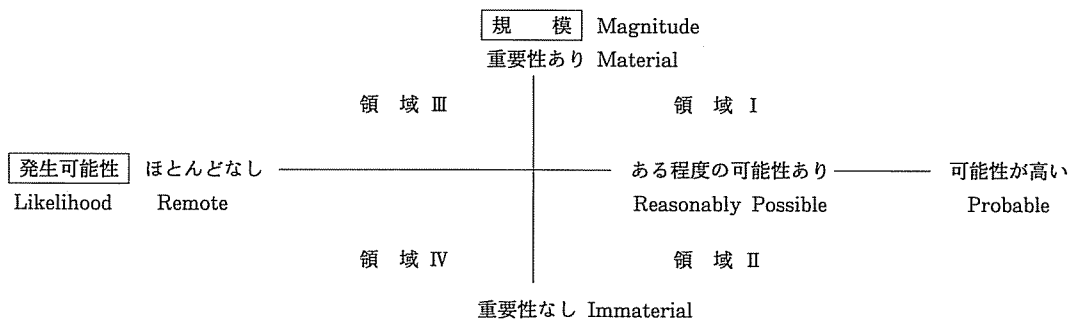 規 模 Magnitude
重要性あり Material
領 域 Ⅲ 領 域 Ⅰ
発生可能性 ほとんどなし ある程度の可能性あり 可能性が高い
Likelihood Remote Reasonably Possible Probable
領 域 Ⅳ 領 域 Ⅱ
重要性なし Immaterial